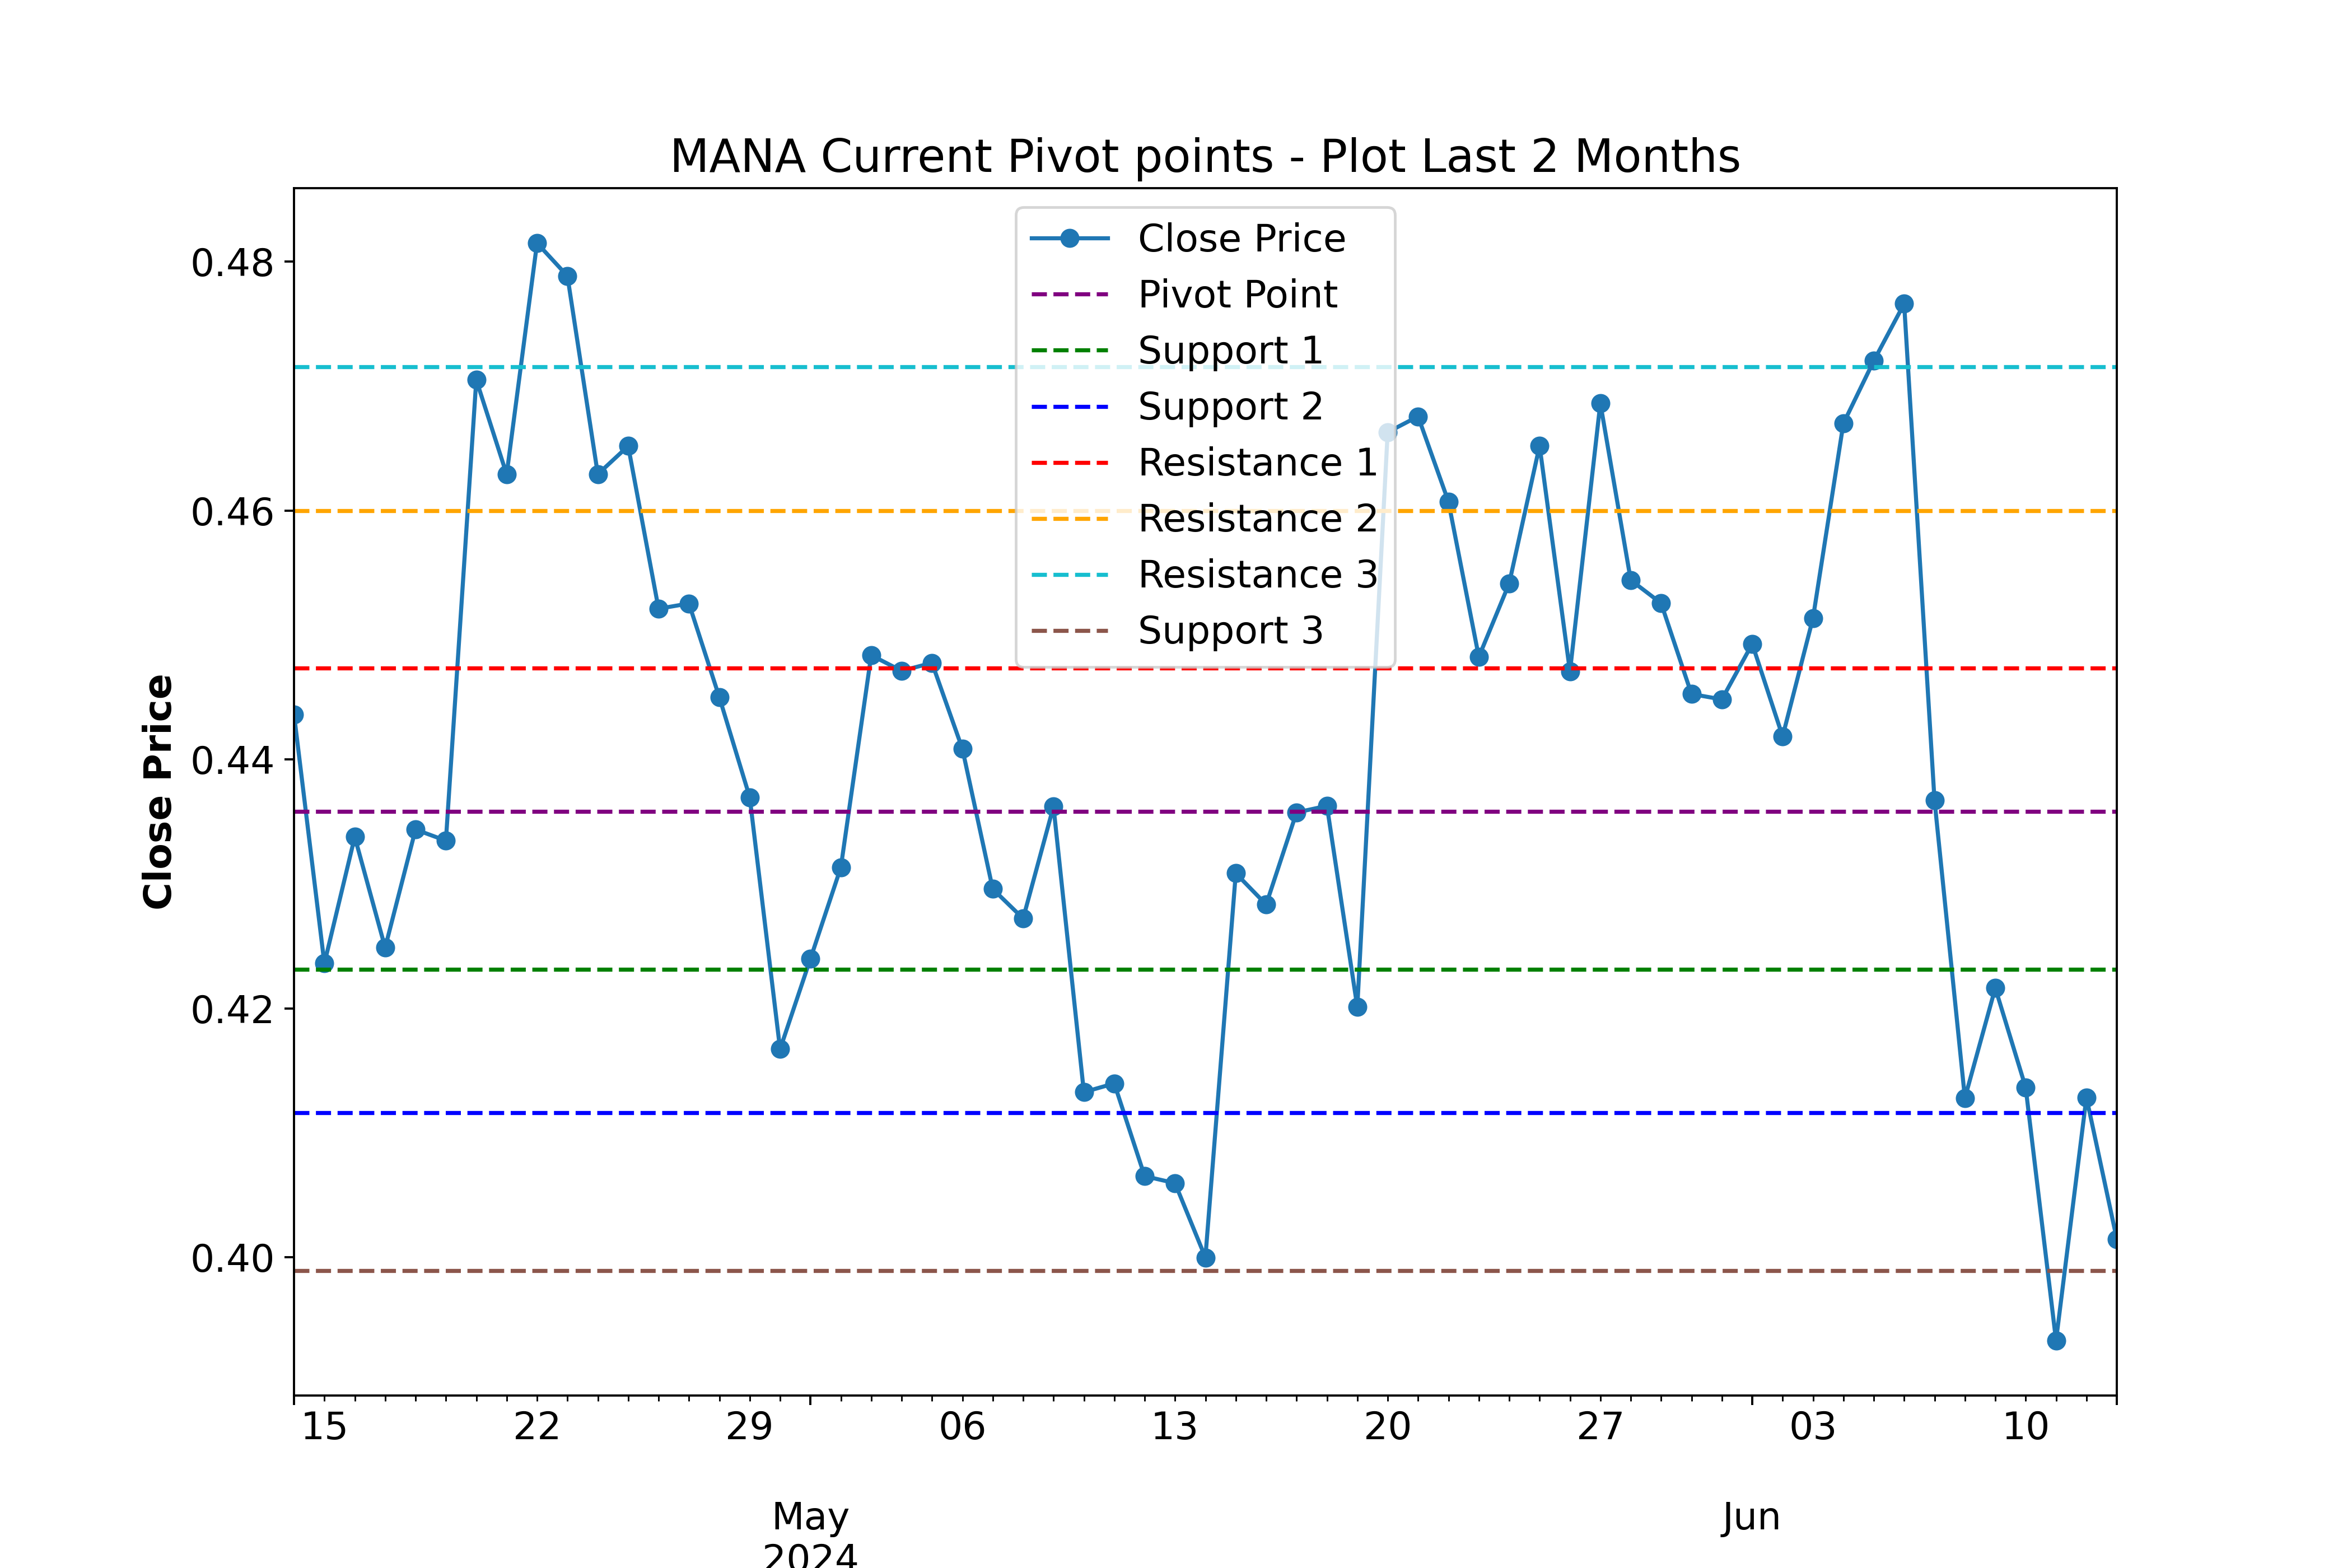 MANA Current Pivot points - Plot Last 2 Months
Close Price
Pivot Point
Support 1
Support 2
Resistance 1
Resistance 2
Resistance 3
Support 3
Close Price
0.48
0.46
0.44
0.42
0.40
15 22 29 06 13 20 27 03 10
May Jun
2024